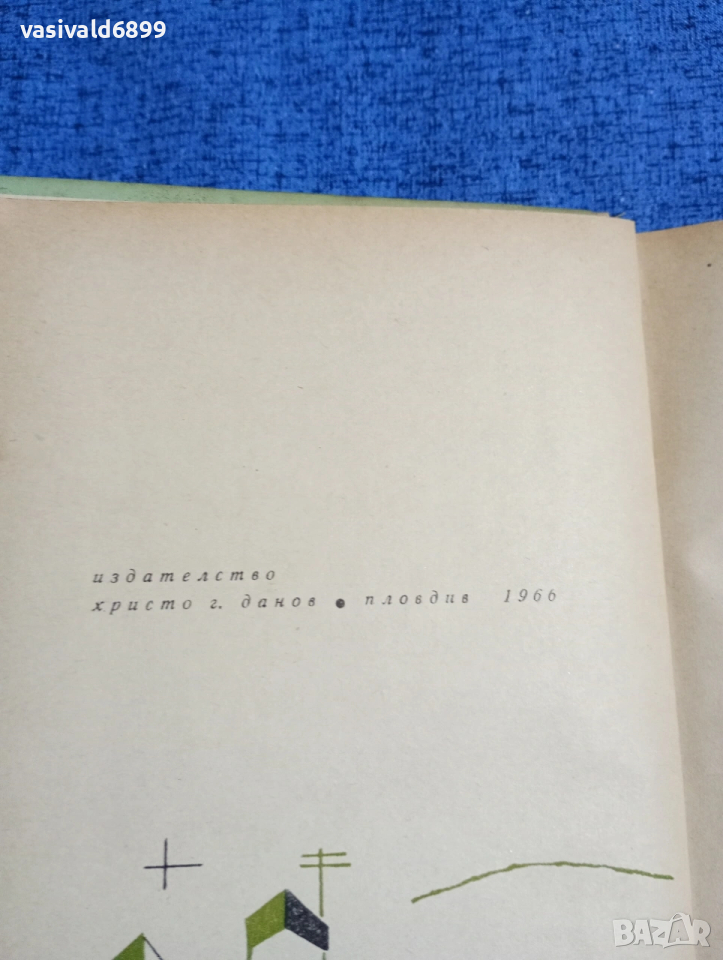 vasivald6899
издателство
христо г. данов ● пловдив 1966
BAZAR